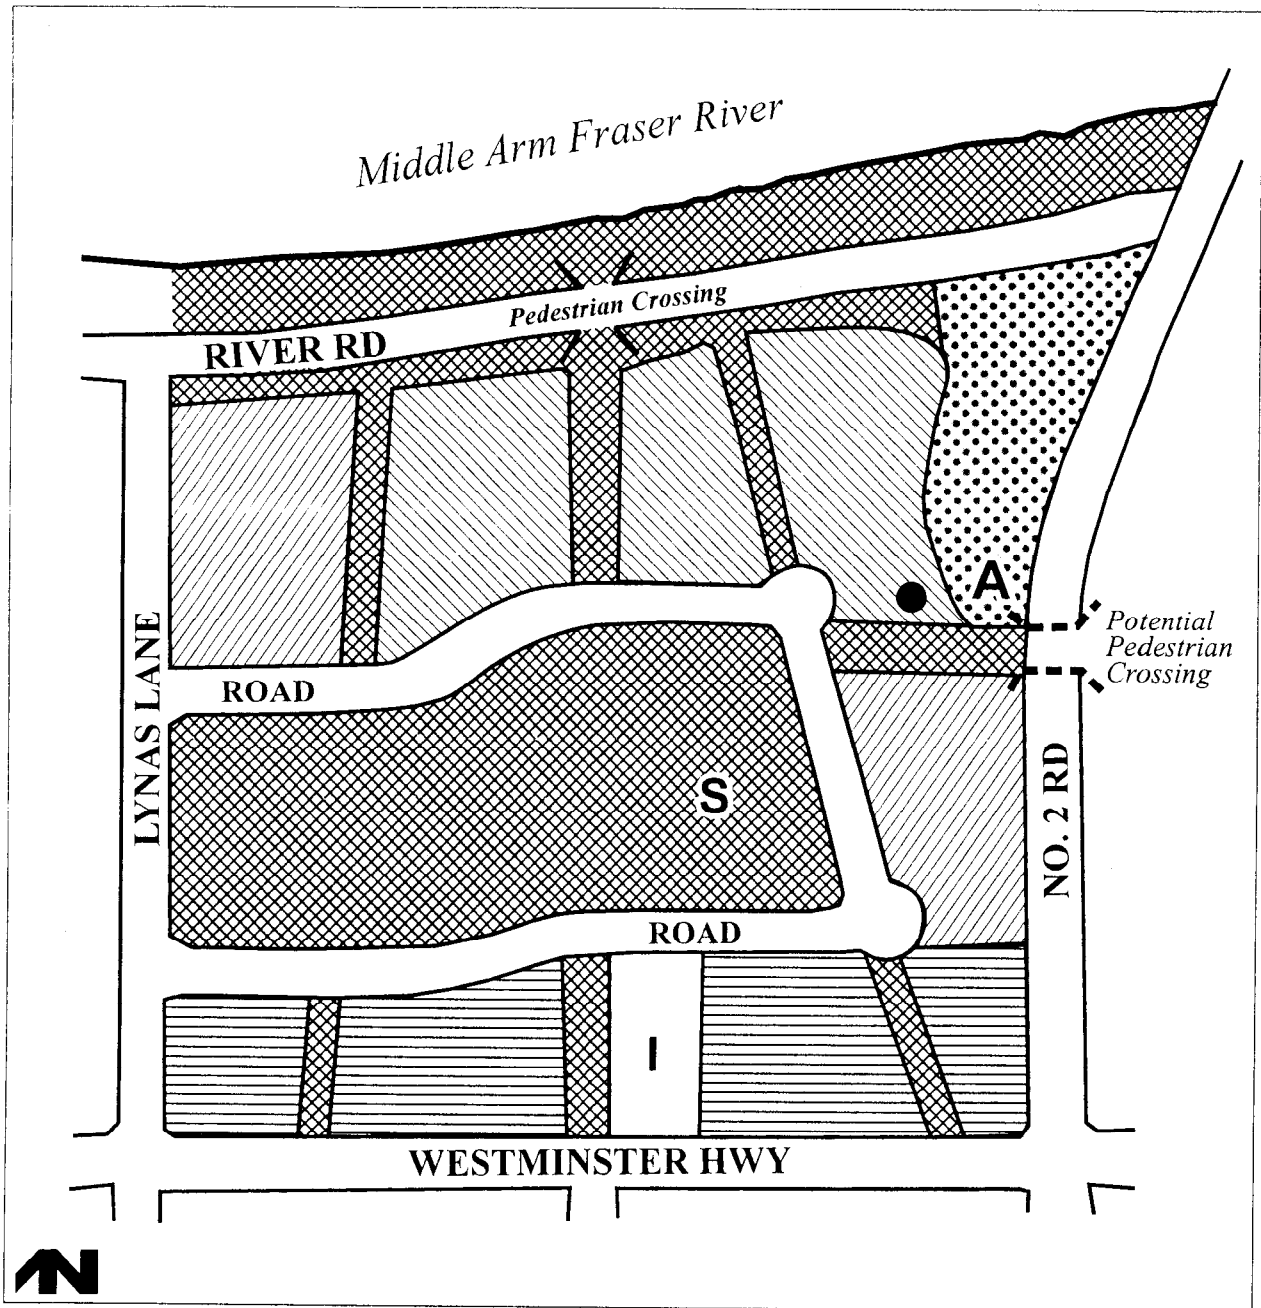 Middle Arm Fraser River
Pedestrian Crossing
RIVER RD
A
Potential
Pedestrian
Crossing
ROAD
LYNAS LANE
S
NO. 2 RD
ROAD
I
WESTMINSTER HWY
N